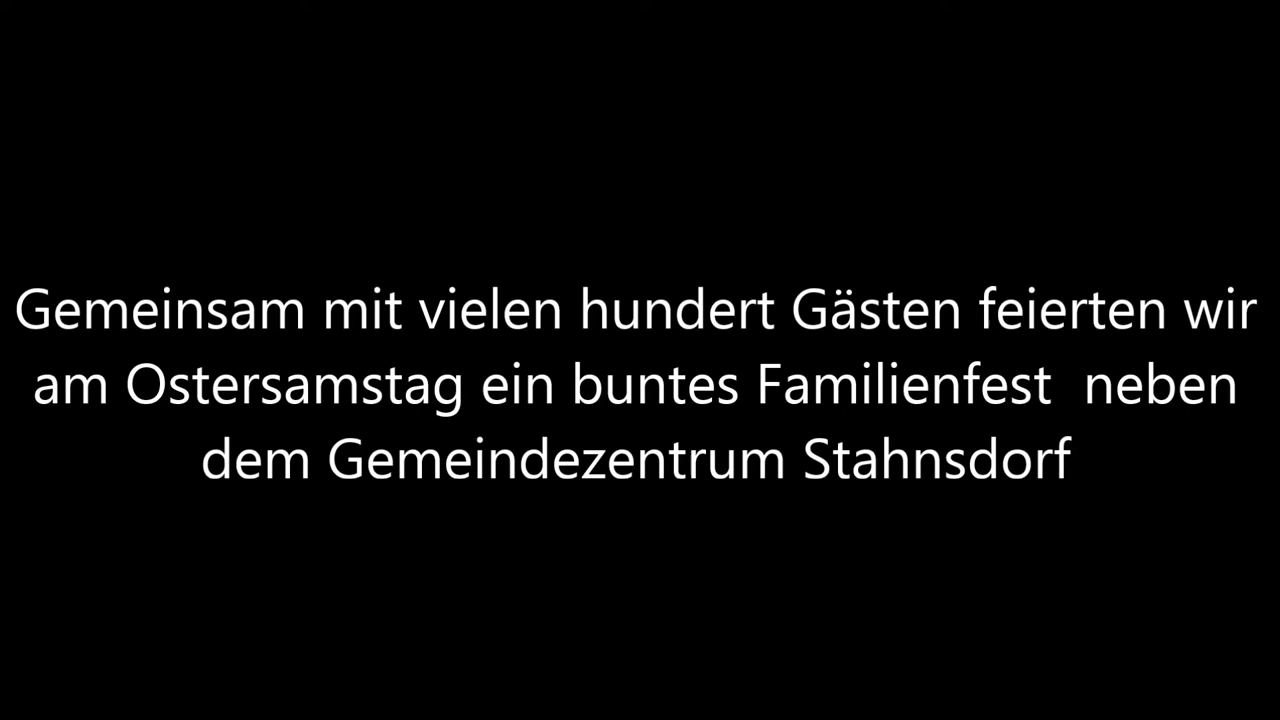 Gemeinsam mit vielen hundert Gästen feierten wir
am Ostersamstag ein buntes Familienfest  neben
dem Gemeindezentrum Stahnsdorf